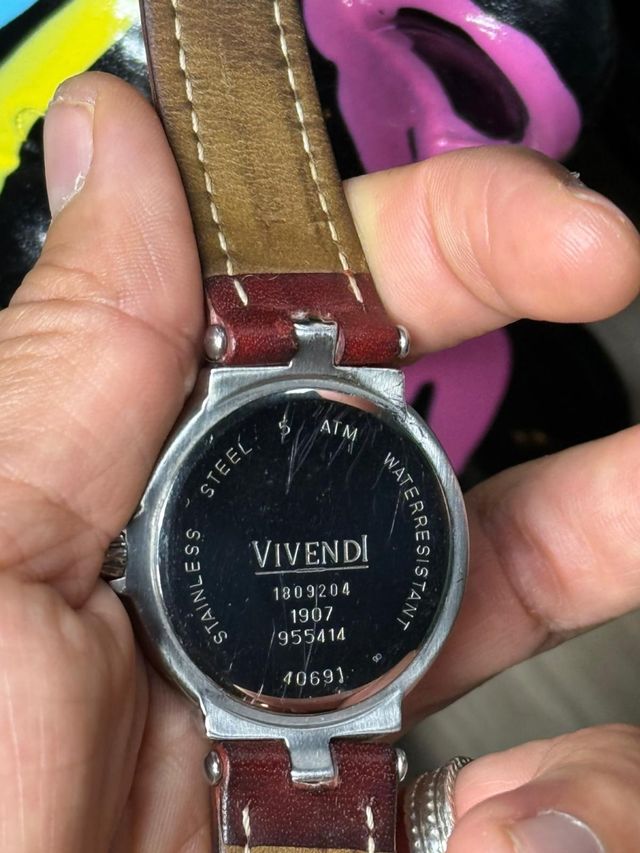 STAINLESS STEEL 5 ATM WATERRESISTANT
VIVENDI
1809204
1907
955414
40691